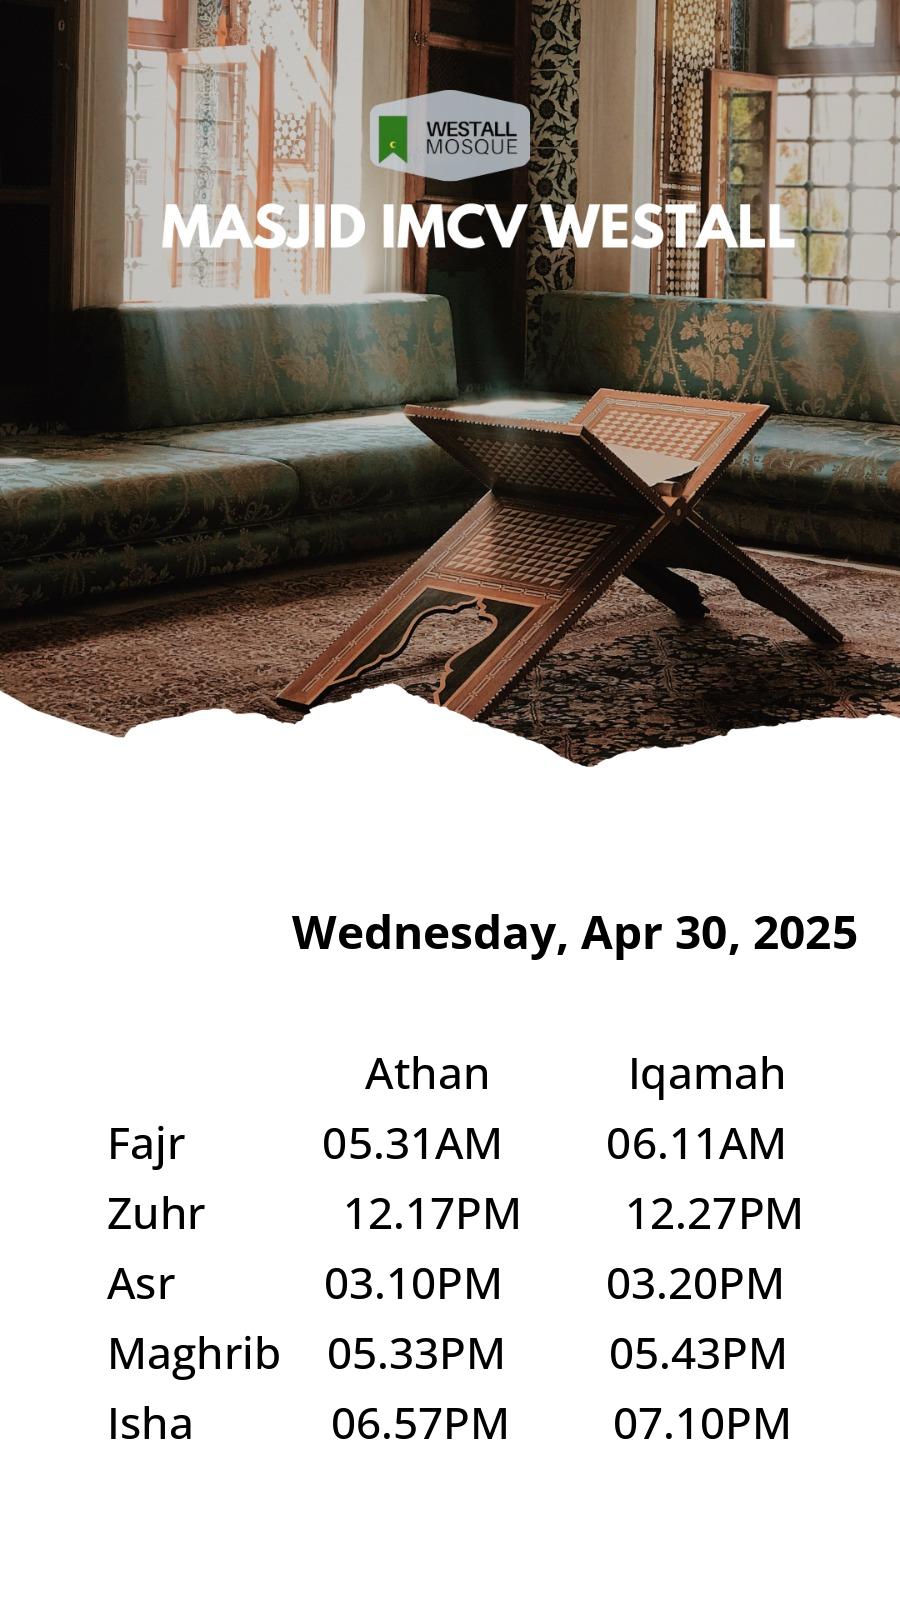 WESTALL
MOSQUE
MASJID IMCV WESTALL
Wednesday, Apr 30, 2025
Athan Iqamah
Fajr 05.31AM 06.11AM
Zuhr 12.17PM 12.27PM
Asr 03.10PM 03.20PM
Maghrib 05.33PM 05.43PM
Isha 06.57PM 07.10PM